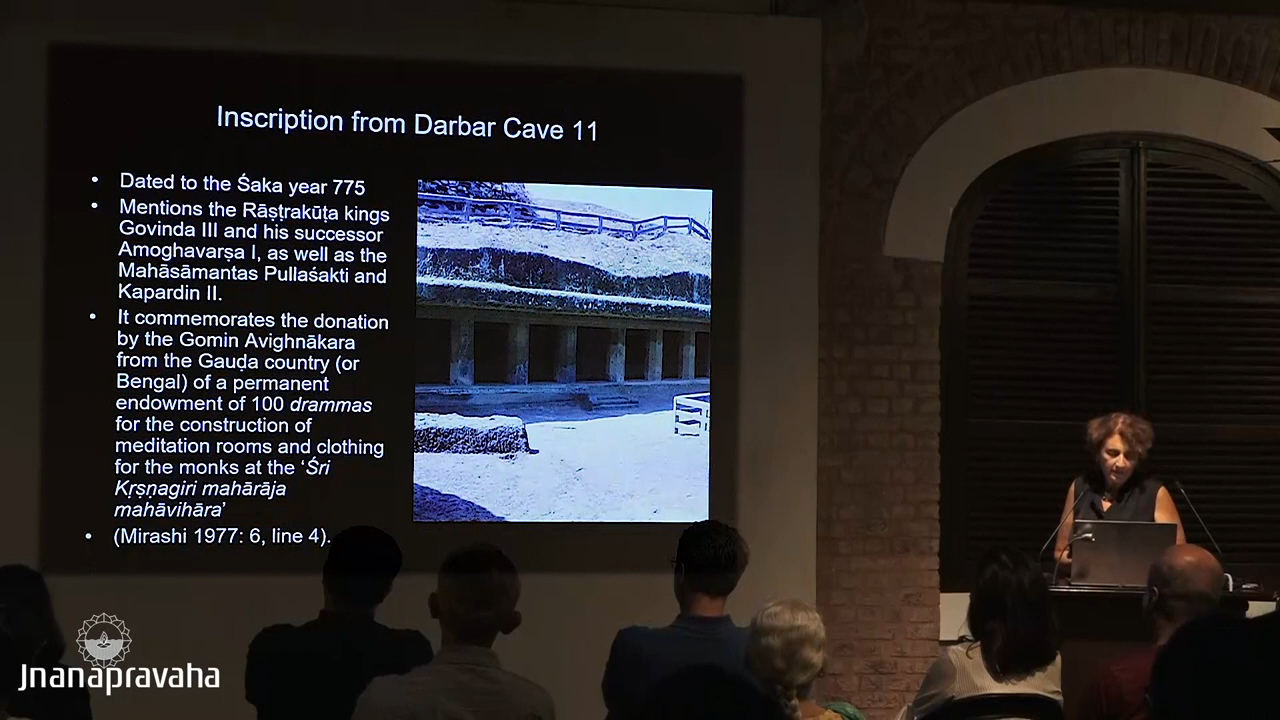 Inscription from Darbar Cave 11
• Dated to the Śaka year 775
• Mentions the Rāṣṭrakūṭa kings
Govinda III and his successor
Amoghavarṣa I, as well as the
Mahāsāmantas Pullaśakti and
Kapardin II.
• It commemorates the donation
by the Gomin Avighnākara
from the Gauḍa country (or
Bengal) of a permanent
endowment of 100 drammas
for the construction of
meditation rooms and clothing
for the monks at the ‘Śri
Kṛṣṇagiri mahārāja
mahāvihāra’
• (Mirashi 1977: 6, line 4).
Jnanapravaha